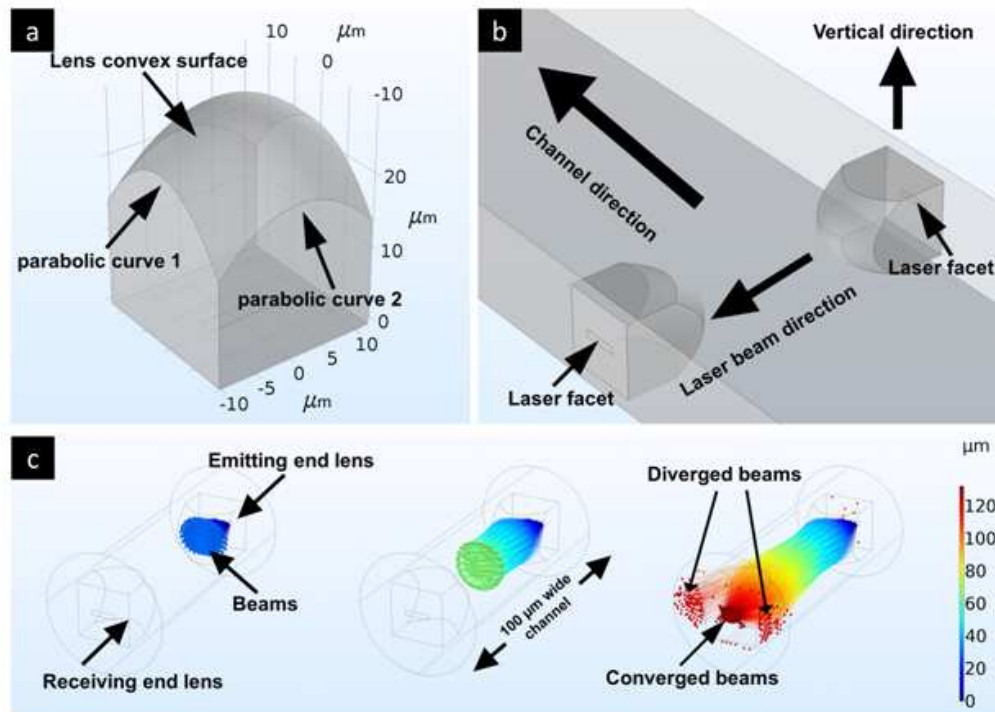 a
10
μm
0
-10
Lens convex surface
20
μm
10
0
parabolic curve 1
parabolic curve 2
10
5
0
-5
-10
μm
b
Vertical direction
Channel direction
Laser facet
Laser beam direction
Laser facet
c
Emitting end lens
Beams
Receiving end lens
100 μm wide
channel
Diverged beams
Converged beams
μm
120
100
80
60
40
20
0